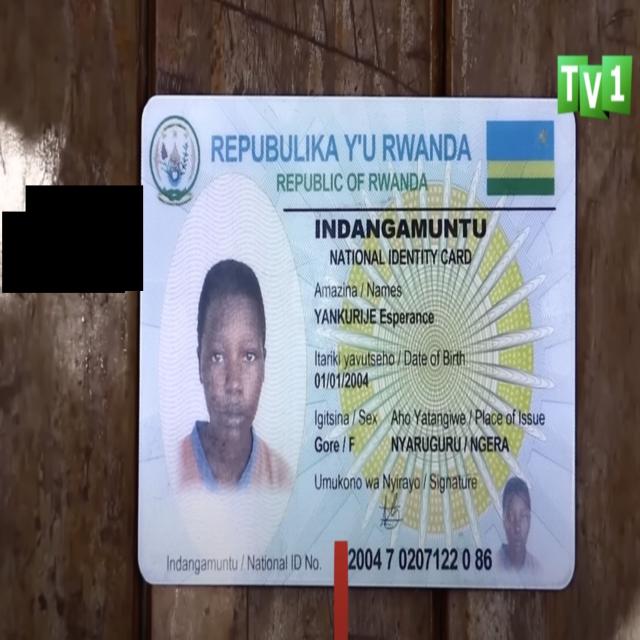 TV1
REPUBULIKA Y'U RWANDA
REPUBLIC OF RWANDA
INDANGAMUNTU
NATIONAL IDENTITY CARD
Amazina / Names
YANKURIJE Esperance
Itariki yavutseho / Date of Birth
01/01/2004
Igitsina / Sex Aho Yatangiwe / Place of Issue
Gore / F NYARUGURU / NGERA
Umukono wa Nyirayo / Signature
Indangamuntu / National ID No. 2004 7 0207122 0 86